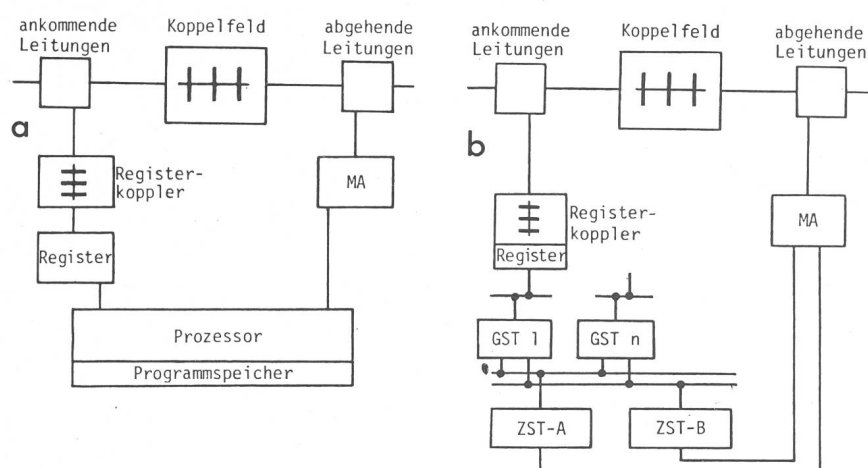 ankommende
Leitungen
Koppelfeld
abgehende
Leitungen
a
Register-
koppler
MA
Register
Prozessor
Programmspeicher
ankommende
Leitungen
Koppelfeld
abgehende
Leitungen
b
Register-
koppler
MA
Register
GST 1
GST n
ZST-A
ZST-B